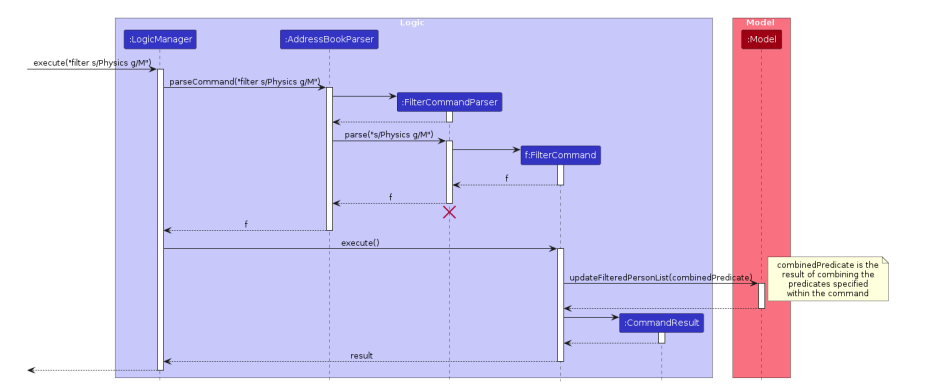 Logic
Model
:LogicManager
:AddressBookParser
:Model
execute("filter s/Physics g/M")
parseCommand("filter s/Physics g/M")
:FilterCommandParser
parse("s/Physics g/M")
f:FilterCommand
f
f
f
execute()
combinedPredicate is the
result of combining the
predicates specified
within the command
updateFilteredPersonList(combinedPredicate)
:CommandResult
result